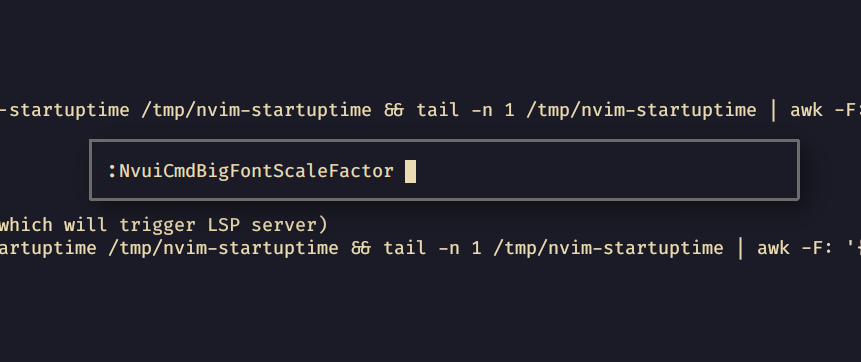 -startuptime /tmp/nvim-startuptime && tail -n 1 /tmp/nvim-startuptime | awk -F:
:NvuiCmdBigFontScaleFactor
which will trigger LSP server)
artuptime /tmp/nvim-startuptime && tail -n 1 /tmp/nvim-startuptime | awk -F: '{